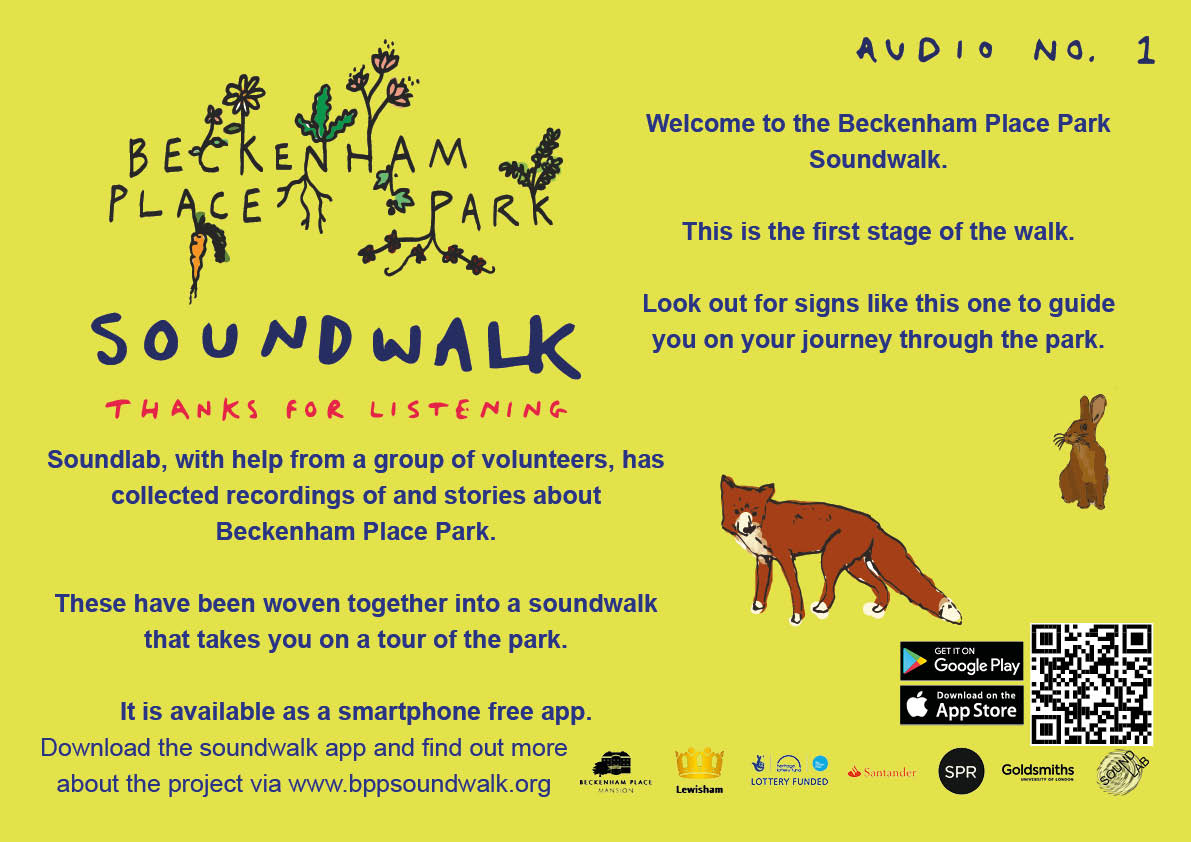 AUDIO NO. 1
BECKENHAM
PLACE PARK
SOUNDWALK
THANKS FOR LISTENING
Soundlab, with help from a group of volunteers, has
collected recordings of and stories about
Beckenham Place Park.
These have been woven together into a soundwalk
that takes you on a tour of the park.
It is available as a smartphone free app.
Download the soundwalk app and find out more
about the project via www.bppsoundwalk.org
Welcome to the Beckenham Place Park
Soundwalk.
This is the first stage of the walk.
Look out for signs like this one to guide
you on your journey through the park.
GET IT ON
Google Play
Download on the
App Store
BECKENHAM PLACE
MANSION
Lewisham
heritage
lottery fund
LOTTERY FUNDED
Santander
SPR
Goldsmiths
UNIVERSITY OF LONDON
SOUND
LAB